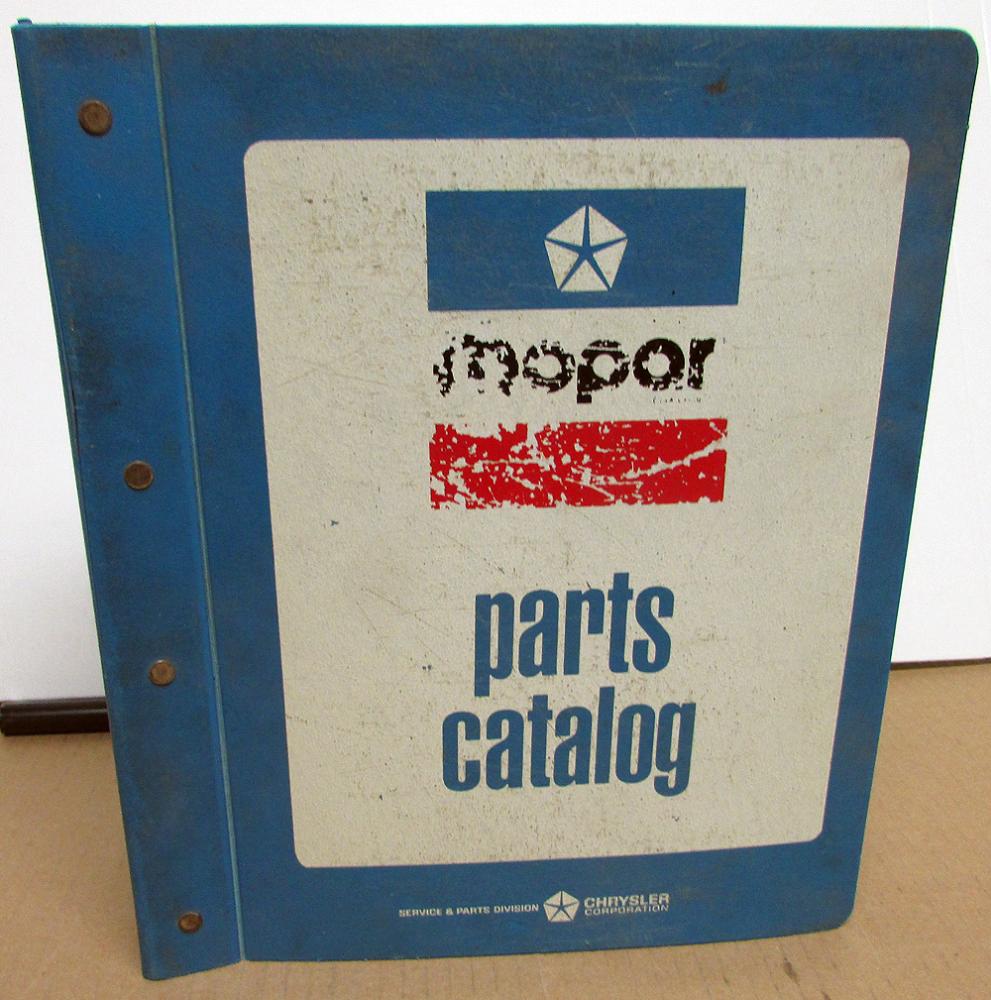 mopar
parts
catalog
SERVICE & PARTS DIVISION CHRYSLER
CORPORATION